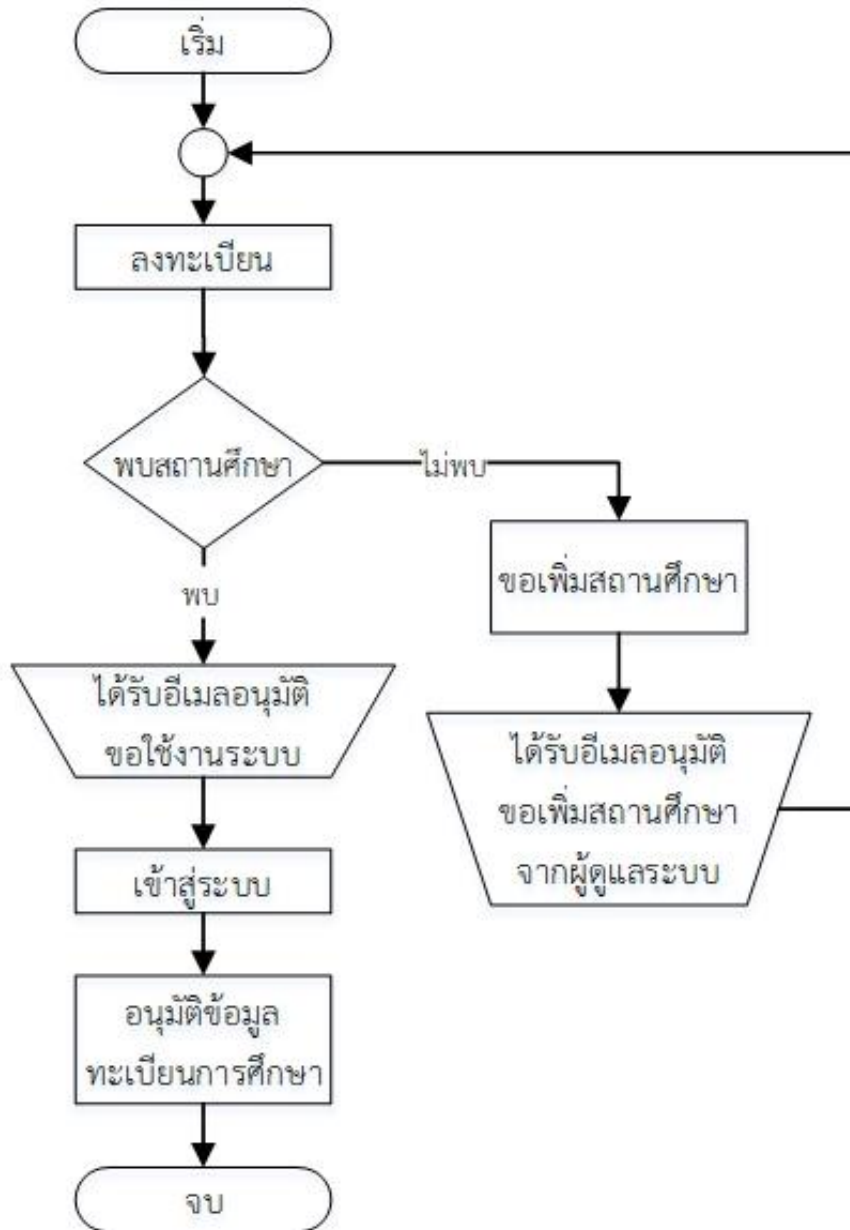 เริ่ม
ลงทะเบียน
พบสถานศึกษา
ไม่พบ
ขอเพิ่มสถานศึกษา
พบ
ได้รับอีเมลอนุมัติ
ขอใช้งานระบบ
ได้รับอีเมลอนุมัติ
ขอเพิ่มสถานศึกษา
จากผู้ดูแลระบบ
เข้าสู่ระบบ
อนุมัติข้อมูล
ทะเบียนการศึกษา
จบ